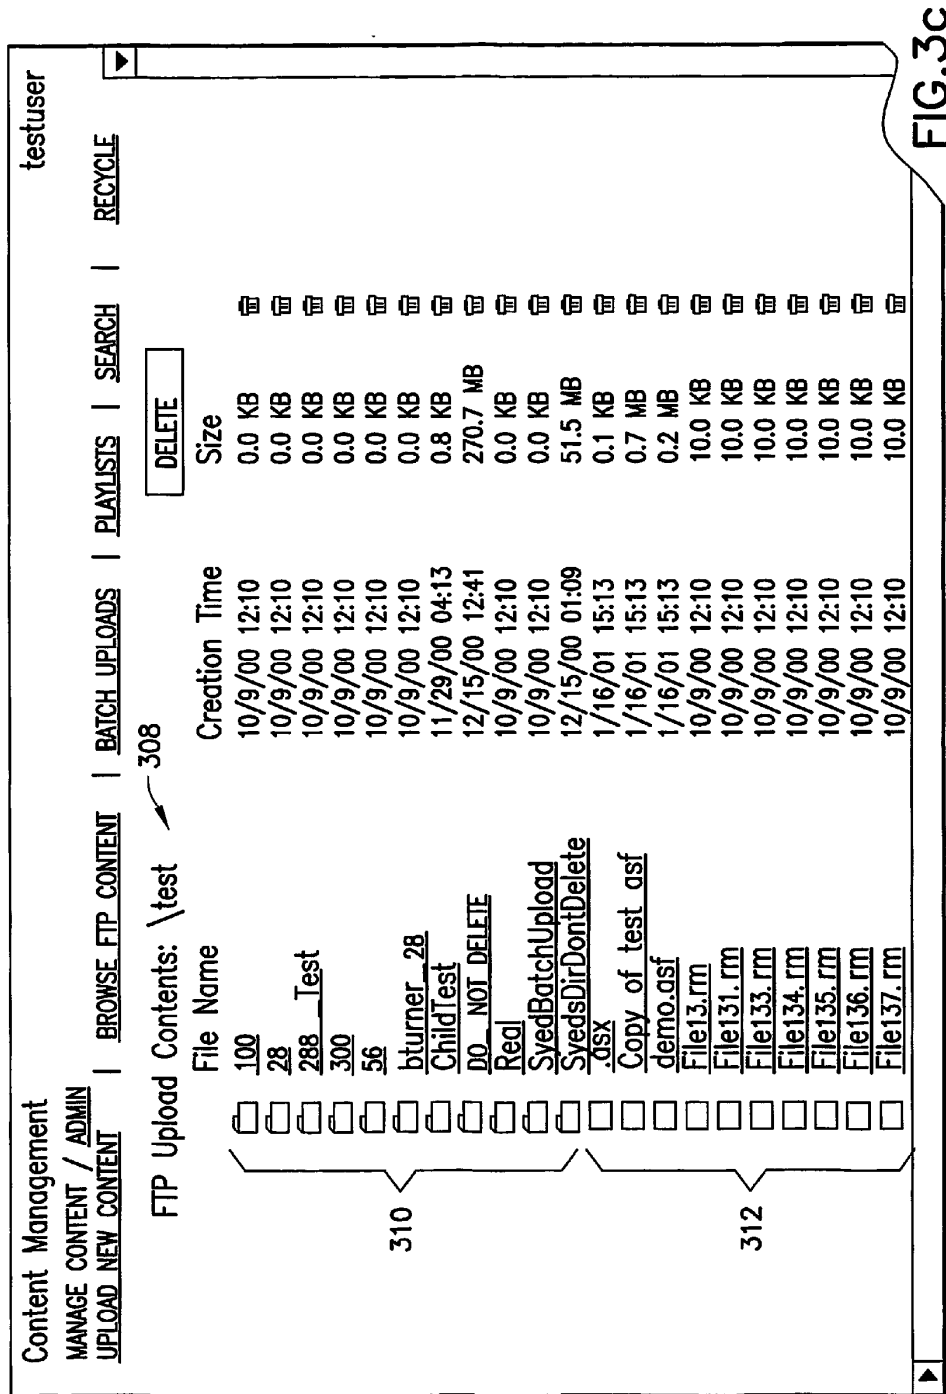 Content Management testuser
MANAGE CONTENT / ADMIN
UPLOAD NEW CONTENT | BROWSE FTP CONTENT | BATCH UPLOADS | PLAYLISTS | SEARCH | RECYCLE
FTP Upload Contents: \test 308 DELETE
File Name Creation Time Size
100 10/9/00 12:10 0.0 KB
28 10/9/00 12:10 0.0 KB
288_Test 10/9/00 12:10 0.0 KB
300 10/9/00 12:10 0.0 KB
56 10/9/00 12:10 0.0 KB
bturner_28 10/9/00 12:10 0.0 KB
ChildTest 11/29/00 04:13 0.8 KB
DO_NOT DELETE 12/15/00 12:41 270.7 MB
Real 10/9/00 12:10 0.0 KB
SyedBatchUpload 10/9/00 12:10 0.0 KB
SyedsDirDontDelete 12/15/00 01:09 51.5 MB
.asx 1/16/01 15:13 0.1 KB
Copy of test asf 1/16/01 15:13 0.7 MB
demo.asf 1/16/01 15:13 0.2 MB
File13.rm 10/9/00 12:10 10.0 KB
File131.rm 10/9/00 12:10 10.0 KB
File133.rm 10/9/00 12:10 10.0 KB
File134.rm 10/9/00 12:10 10.0 KB
File135.rm 10/9/00 12:10 10.0 KB
File136.rm 10/9/00 12:10 10.0 KB
File137.rm 10/9/00 12:10 10.0 KB
310
312
FIG.3c